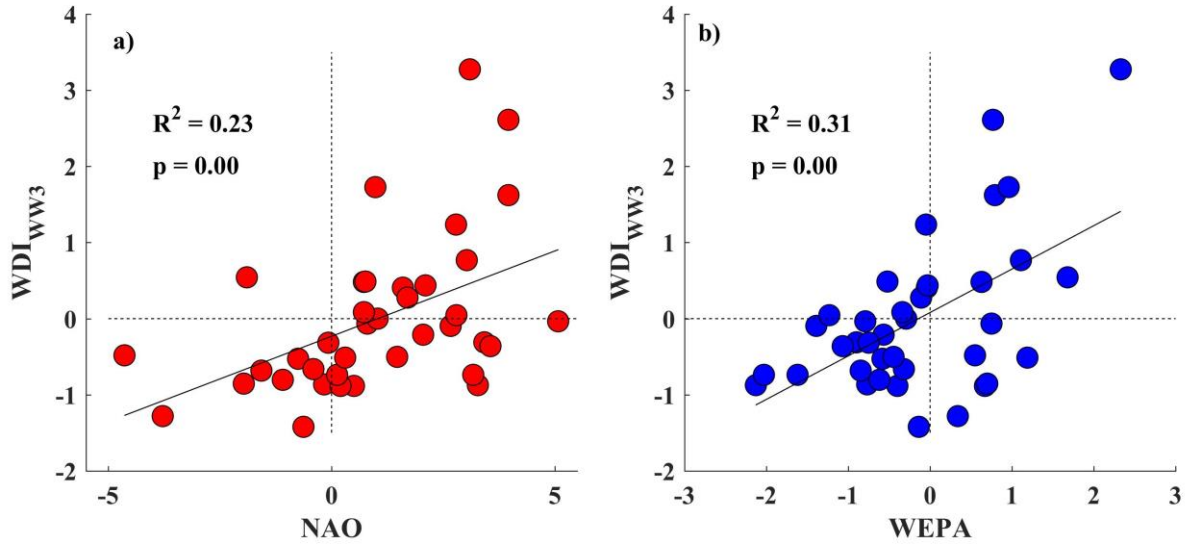 a)
R² = 0.23
p = 0.00
4
3
2
1
0
-1
-2
-5
0
5
WDI_WW3
NAO
b)
R² = 0.31
p = 0.00
4
3
2
1
0
-1
-2
-3
-2
-1
0
1
2
3
WDI_WW3
WEPA